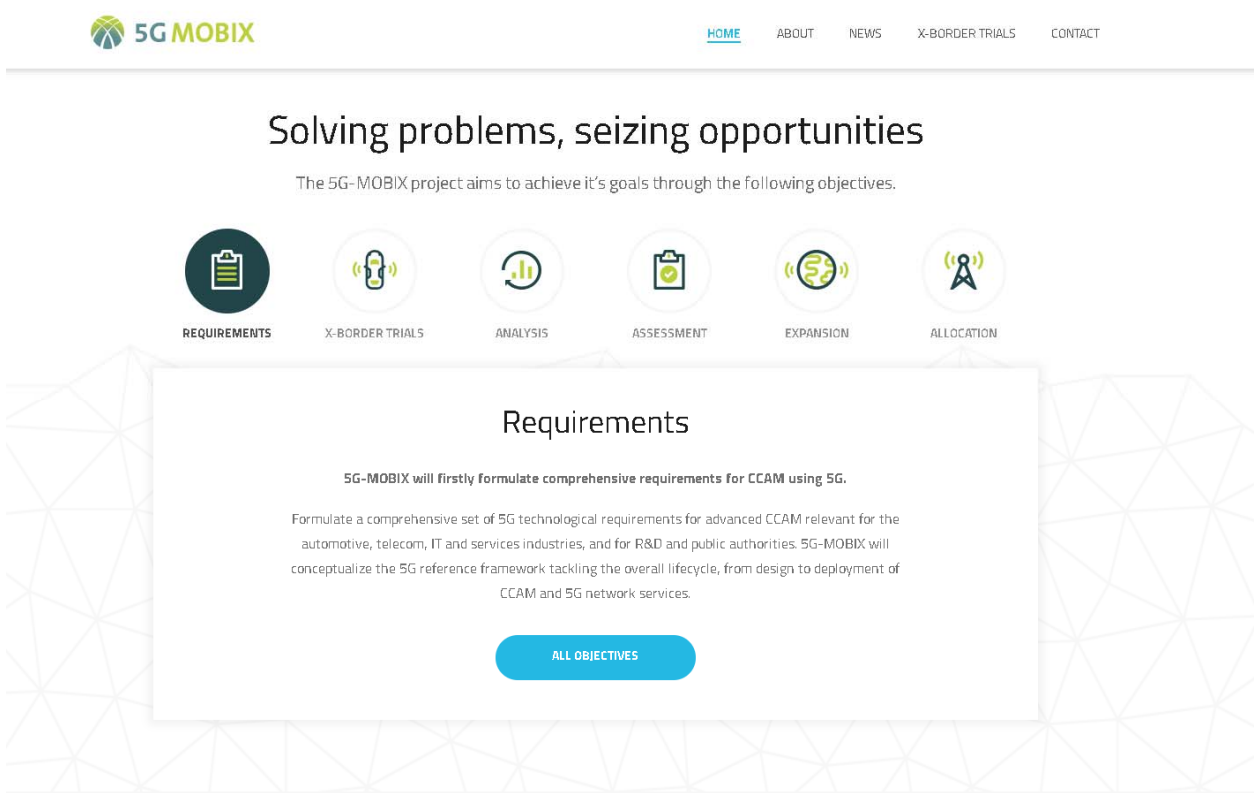 5G MOBIX
HOME ABOUT NEWS X-BORDER TRIALS CONTACT
Solving problems, seizing opportunities
The 5G-MOBIX project aims to achieve it's goals through the following objectives.
REQUIREMENTS X-BORDER TRIALS ANALYSIS ASSESSMENT EXPANSION ALLOCATION
Requirements
5G-MOBIX will firstly formulate comprehensive requirements for CCAM using 5G.
Formulate a comprehensive set of 5G technological requirements for advanced CCAM relevant for the
automotive, telecom, IT and services industries, and for R&D and public authorities. 5G-MOBIX will
conceptualize the 5G reference framework tackling the overall lifecycle, from design to deployment of
CCAM and 5G network services.
ALL OBJECTIVES